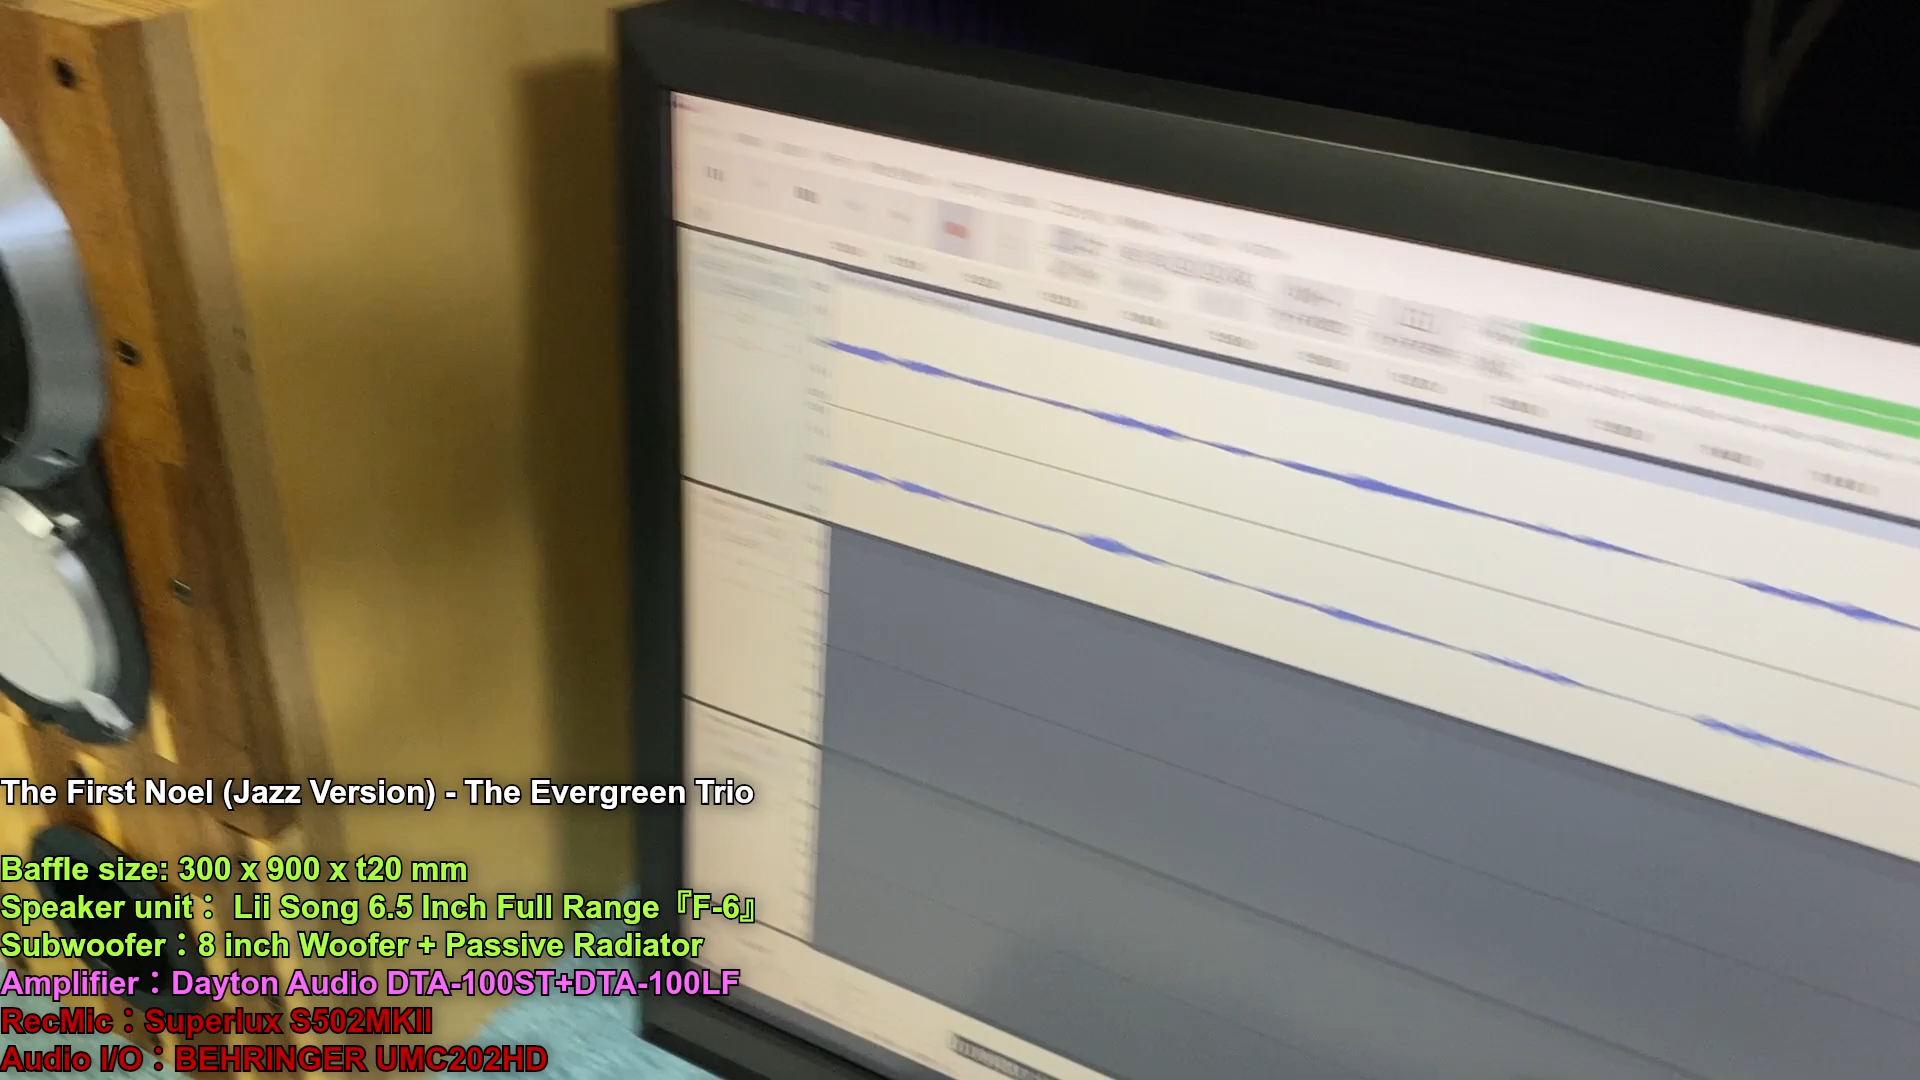 The First Noel (Jazz Version) - The Evergreen Trio
Baffle size: 300 x 900 x t20 mm
Speaker unit： Lii Song 6.5 Inch Full Range『F-6』
Subwoofer：8 inch Woofer + Passive Radiator
Amplifier：Dayton Audio DTA-100ST+DTA-100LF
RecMic：Superlux S502MKII
Audio I/O：BEHRINGER UMC202HD